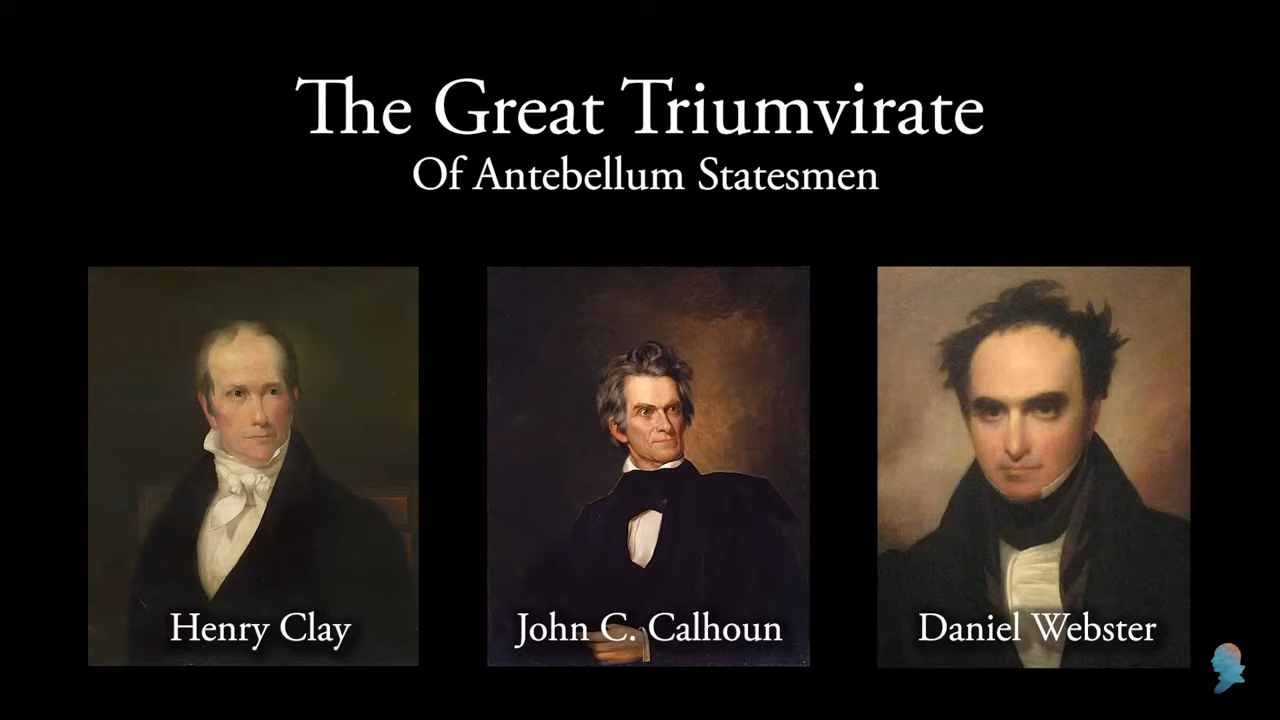 The Great Triumvirate
Of Antebellum Statesmen
Henry Clay
John C. Calhoun
Daniel Webster